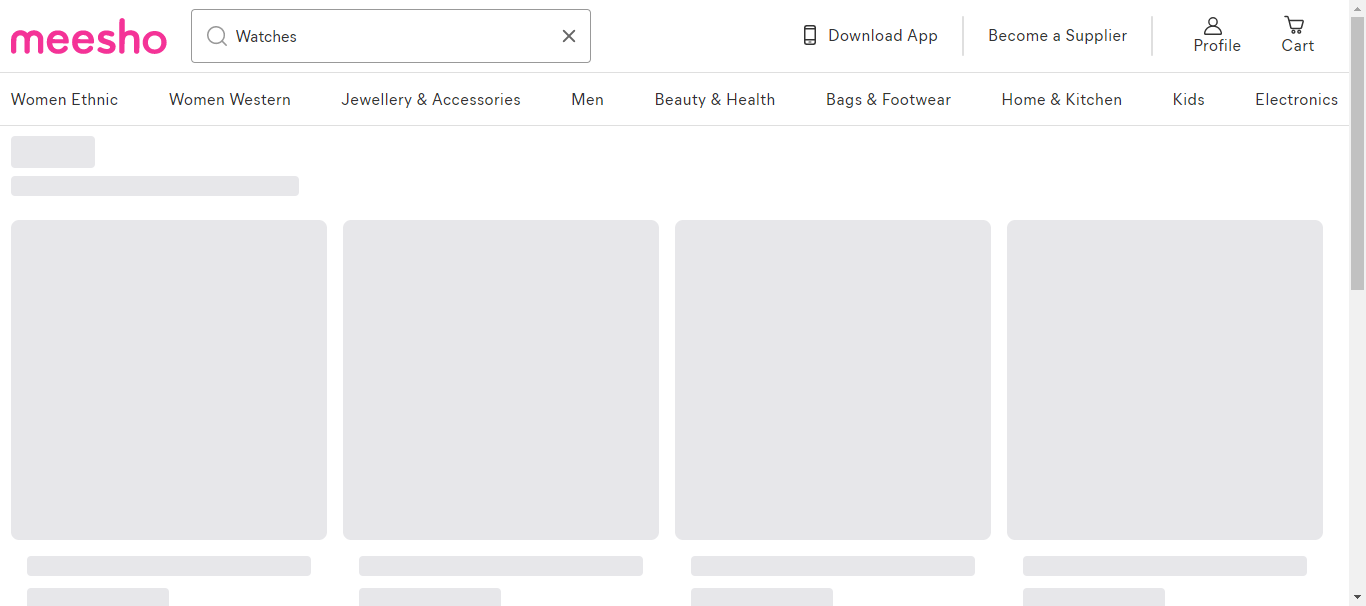 meesho
Watches
Download App
Become a Supplier
Profile
Cart
Women Ethnic
Women Western
Jewellery & Accessories
Men
Beauty & Health
Bags & Footwear
Home & Kitchen
Kids
Electronics